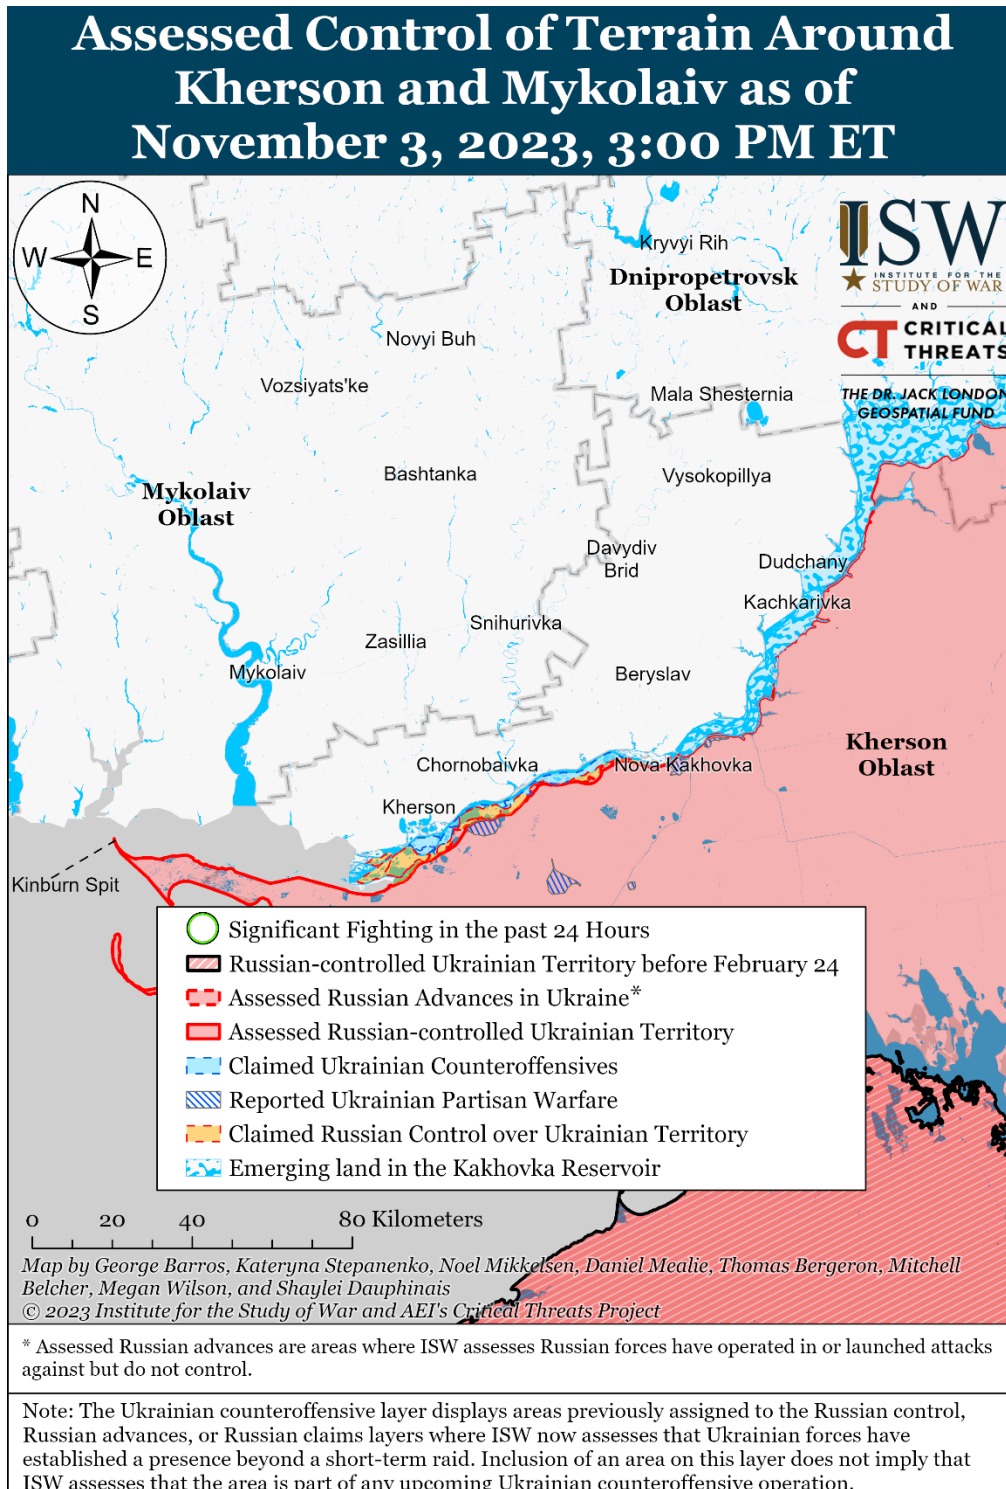 Assessed Control of Terrain Around
Kherson and Mykolaiv as of
November 3, 2023, 3:00 PM ET
N
W
E
S
ISW
INSTITUTE FOR THE
STUDY OF WAR
AND
CT CRITICAL
THREATS
THE DR. JACK LONDON
GEOSPATIAL FUND
Kryvyi Rih
Dnipropetrovsk
Oblast
Novyi Buh
Vozsiyats'ke
Mala Shesternia
Bashtanka
Vysokopillya
Mykolaiv
Oblast
Davydiv
Brid
Dudchany
Kachkarivka
Snihurivka
Zasillia
Mykolaiv
Beryslav
Kherson
Oblast
Chornobaivka
Nova Kakhovka
Kherson
Kinburn Spit
Significant Fighting in the past 24 Hours
Russian-controlled Ukrainian Territory before February 24
Assessed Russian Advances in Ukraine*
Assessed Russian-controlled Ukrainian Territory
Claimed Ukrainian Counteroffensives
Reported Ukrainian Partisan Warfare
Claimed Russian Control over Ukrainian Territory
Emerging land in the Kakhovka Reservoir
0 20 40 80 Kilometers
Map by George Barros, Kateryna Stepanenko, Noel Mikkelsen, Daniel Mealie, Thomas Bergeron, Mitchell
Belcher, Megan Wilson, and Shaylei Dauphinais
© 2023 Institute for the Study of War and AEI's Critical Threats Project
* Assessed Russian advances are areas where ISW assesses Russian forces have operated in or launched attacks
against but do not control.
Note: The Ukrainian counteroffensive layer displays areas previously assigned to the Russian control,
Russian advances, or Russian claims layers where ISW now assesses that Ukrainian forces have
established a presence beyond a short-term raid. Inclusion of an area on this layer does not imply that
ISW assesses that the area is part of any upcoming Ukrainian counteroffensive operation.